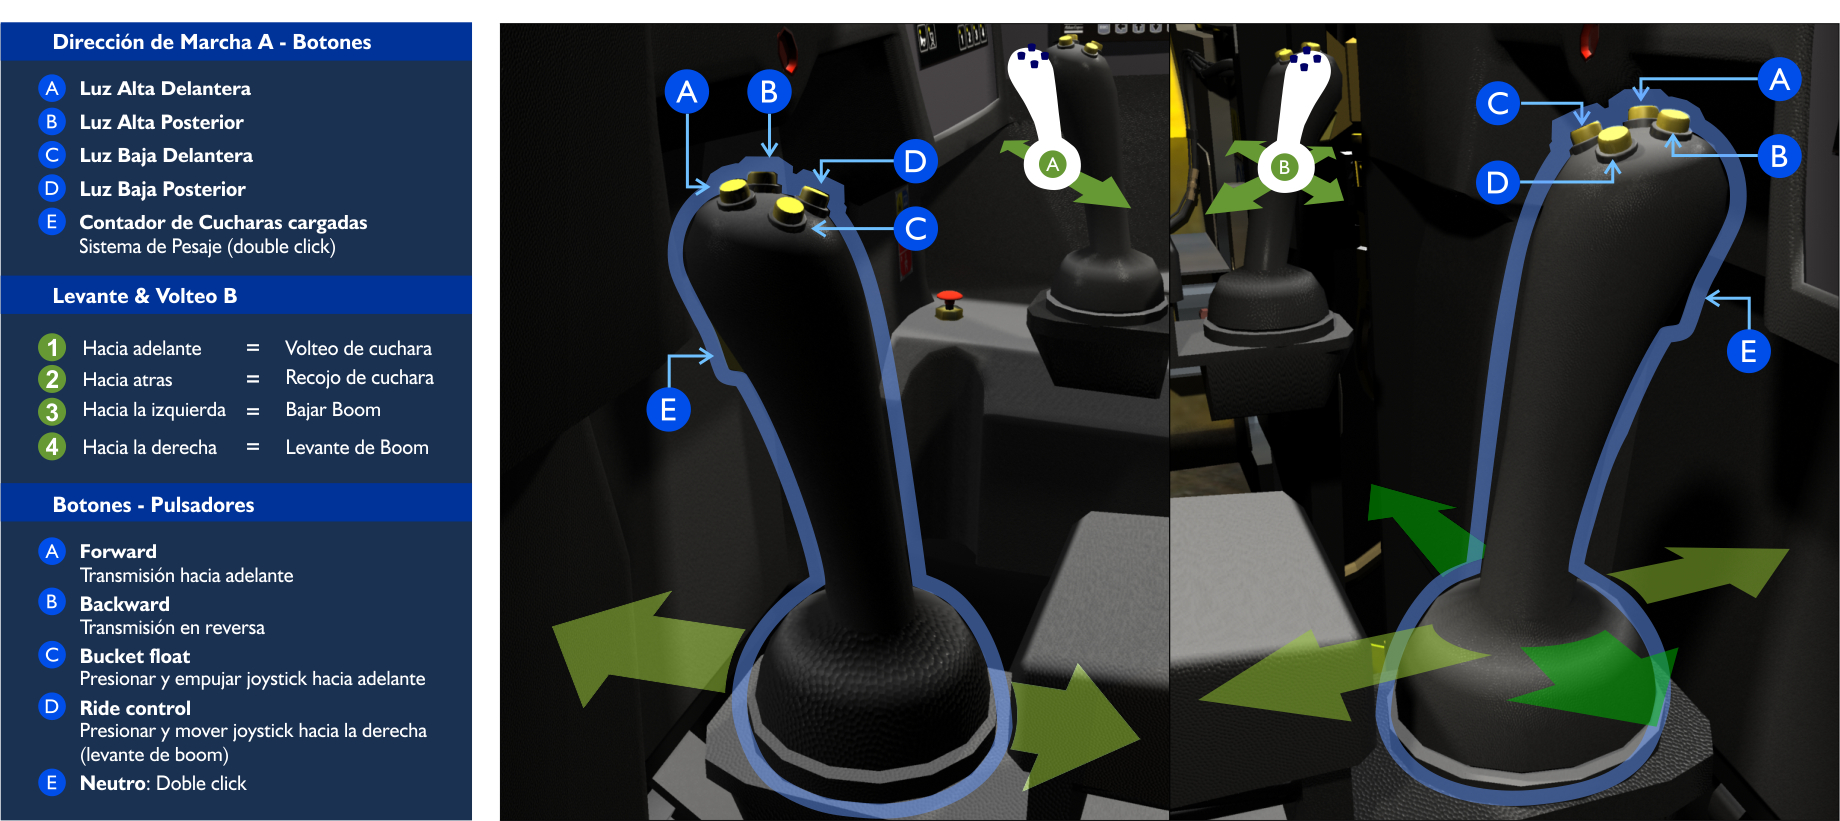 Dirección de Marcha A - Botones
A Luz Alta Delantera
B Luz Alta Posterior
C Luz Baja Delantera
D Luz Baja Posterior
E Contador de Cucharas cargadas
Sistema de Pesaje (double click)
Levante & Volteo B
1 Hacia adelante = Volteo de cuchara
2 Hacia atras = Recojo de cuchara
3 Hacia la izquierda = Bajar Boom
4 Hacia la derecha = Levante de Boom
Botones - Pulsadores
A Forward
Transmisión hacia adelante
B Backward
Transmisión en reversa
C Bucket float
Presionar y empujar joystick hacia adelante
D Ride control
Presionar y mover joystick hacia la derecha
(levante de boom)
E Neutro: Doble click
A
B
D
C
E
A
B
A
C
B
D
E